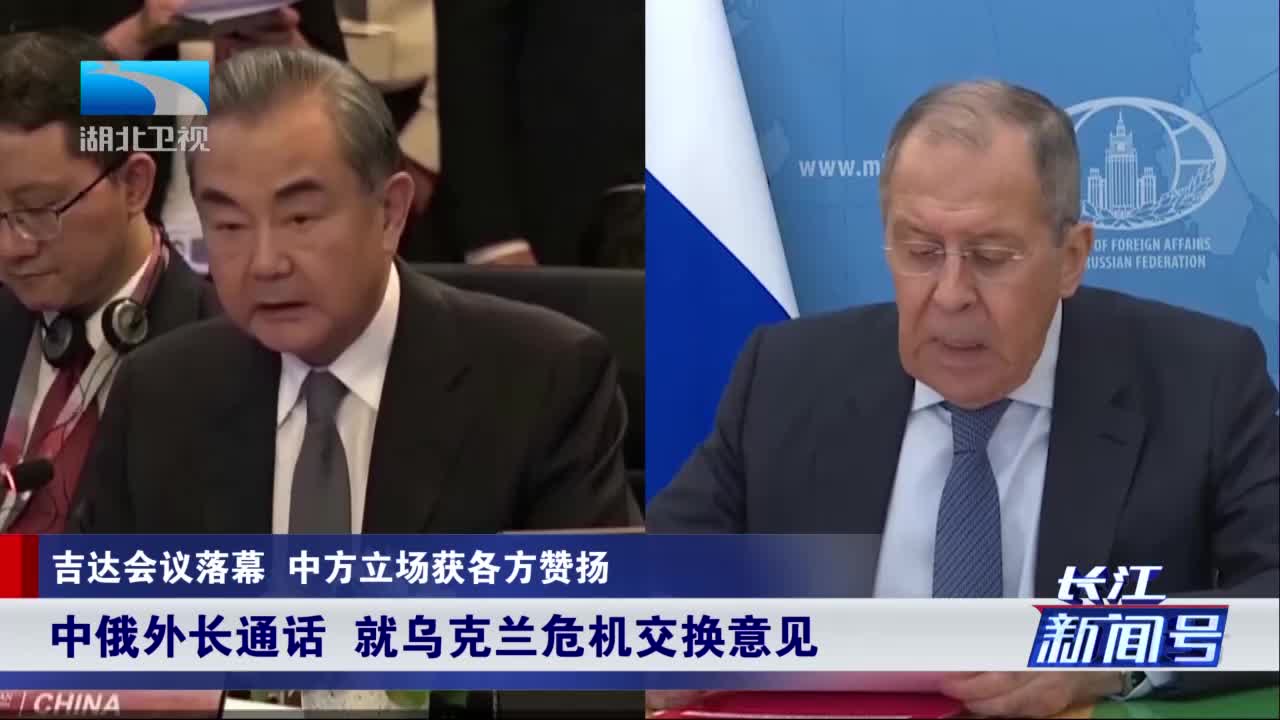 湖北卫视
www.m
OF FOREIGN AFFAIRS
RUSSIAN FEDERATION
吉达会议落幕 中方立场获各方赞扬
中俄外长通话 就乌克兰危机交换意见
长江
新闻号
CHINA